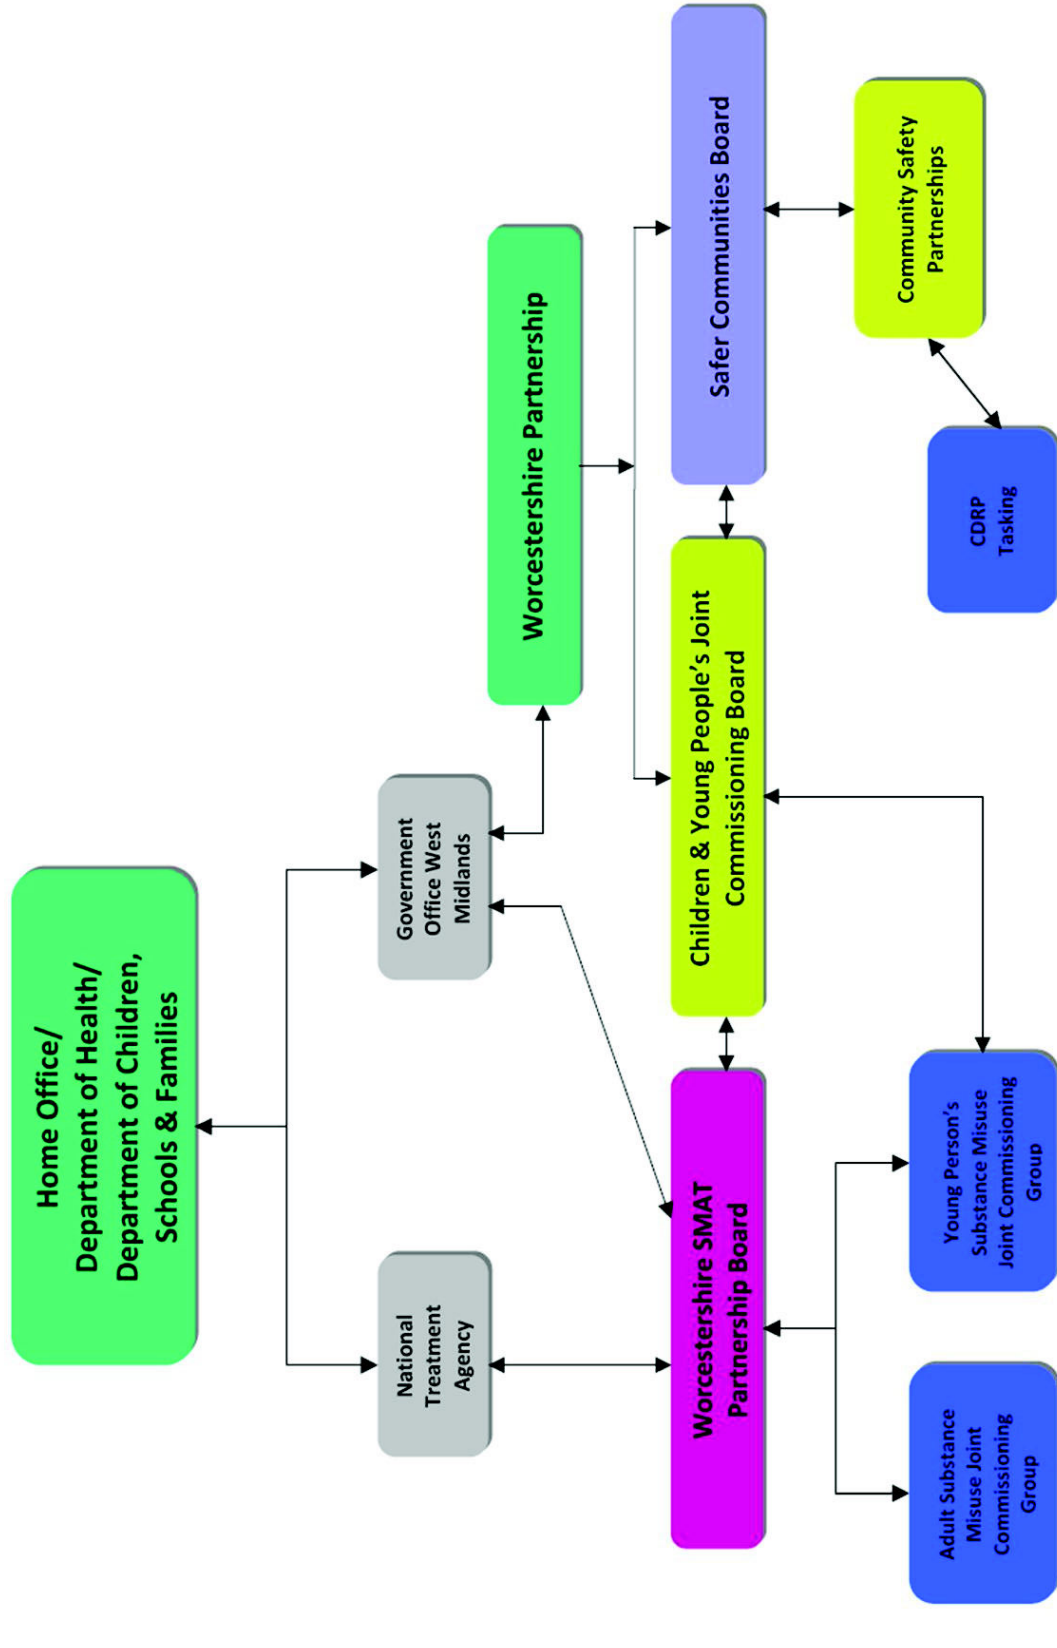 Home Office/
Department of Health/
Department of Children,
Schools & Families
National
Treatment
Agency
Government
Office West
Midlands
Worcestershire Partnership
Worcestershire SMAT
Partnership Board
Children & Young People's Joint
Commissioning Board
Safer Communities Board
Adult Substance
Misuse Joint
Commissioning
Group
Young Person's
Substance Misuse
Joint Commissioning
Group
CDRP
Tasking
Community Safety
Partnerships